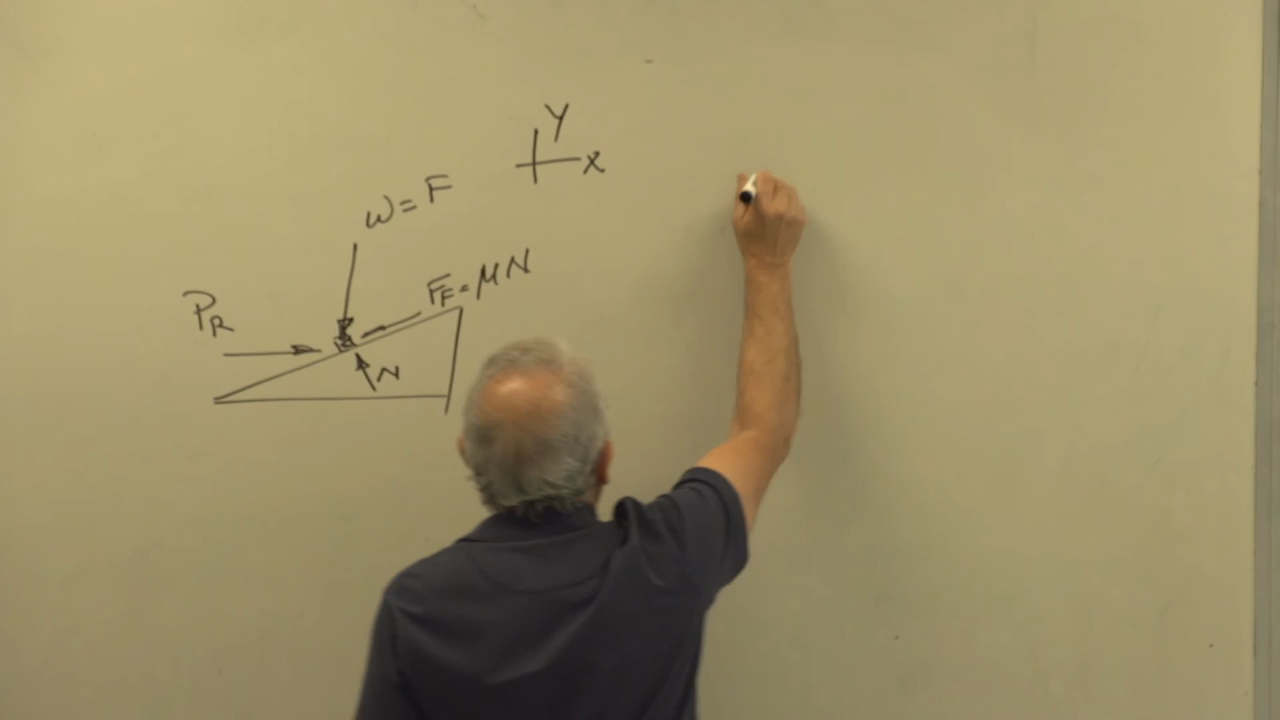 Y
X
W = F
F_F = μN
P_R
N